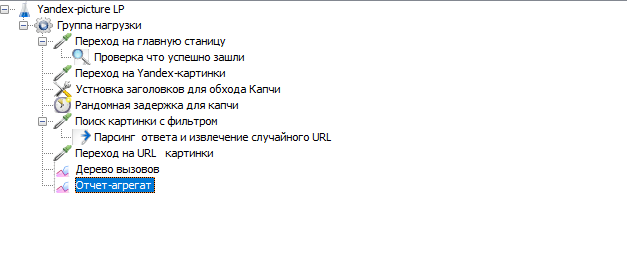 Yandex-picture LP
Группа нагрузки
Переход на главную станицу
Проверка что успешно зашли
Переход на Yandex-картинки
Устновка заголовков для обхода Капчи
Рандомная задержка для капчи
Поиск картинки с фильтром
Парсинг ответа и извлечение случайного URL
Переход на URL картинки
Дерево вызовов
Отчет-агрегат